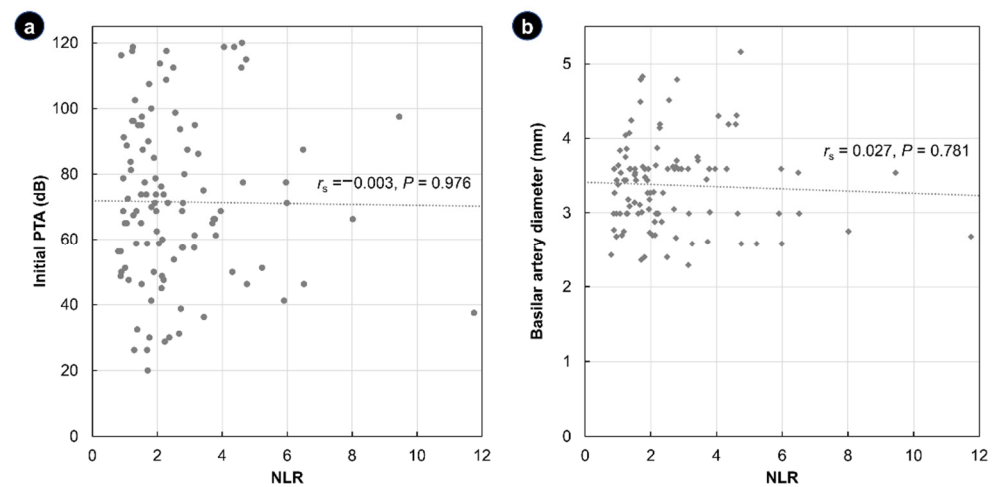 a
120
100
80
60
40
20
0
0 2 4 6 8 10 12
Initial PTA (dB)
NLR
rs =−0.003, P = 0.976
b
5
4
3
2
1
0
0 2 4 6 8 10 12
Basilar artery diameter (mm)
NLR
rs = 0.027, P = 0.781